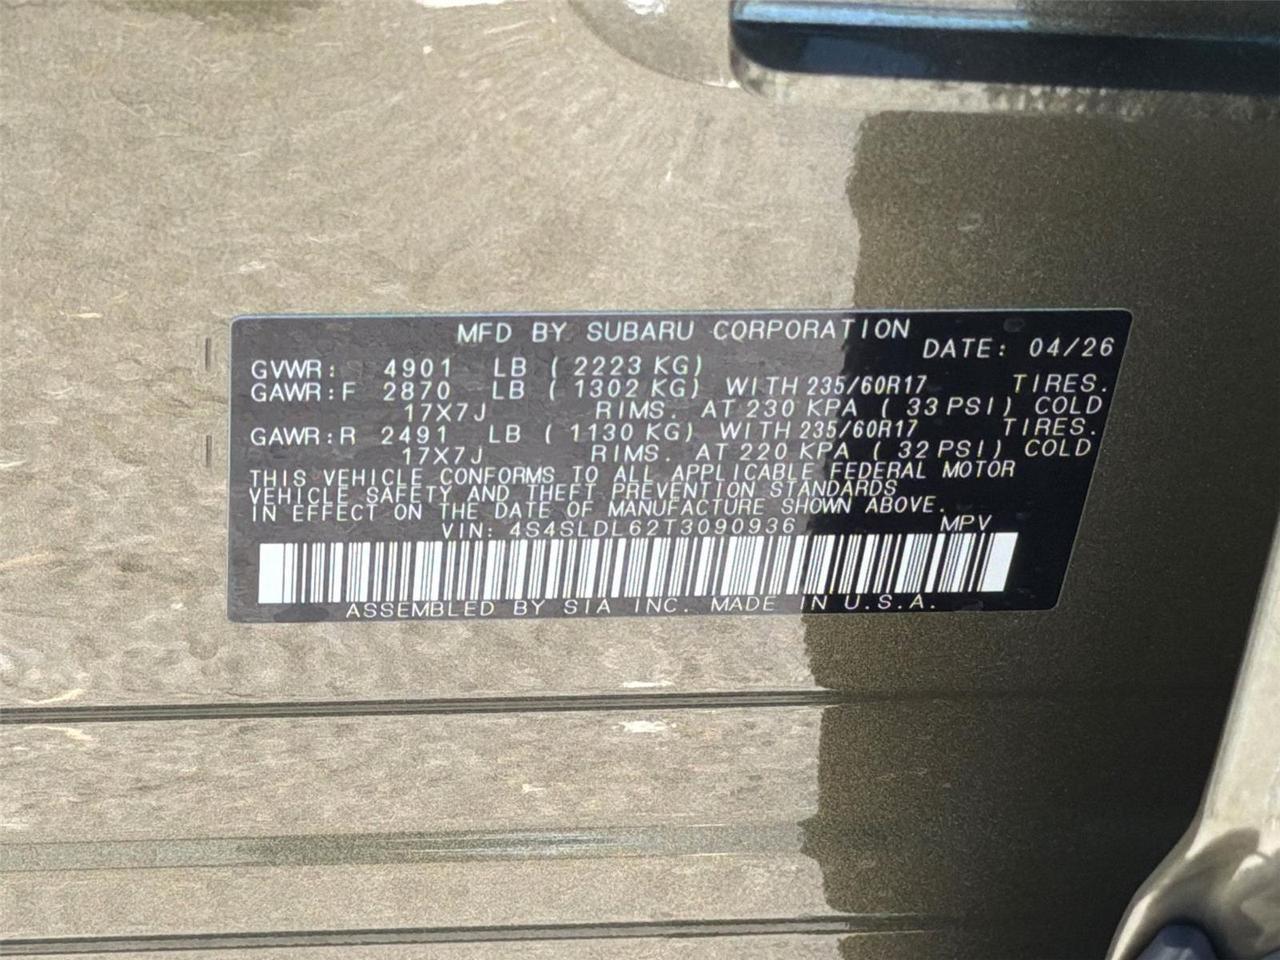 MFD BY SUBARU CORPORATION
DATE: 04/26
GVWR: 4901 LB ( 2223 KG)
GAWR:F 2870 LB ( 1302 KG) WITH 235/60R17 TIRES.
17X7J RIMS. AT 230 KPA ( 33 PSI) COLD
GAWR:R 2491 LB ( 1130 KG) WITH 235/60R17 TIRES.
17X7J RIMS. AT 220 KPA ( 32 PSI) COLD
THIS VEHICLE CONFORMS TO ALL APPLICABLE FEDERAL MOTOR
VEHICLE SAFETY AND THEFT PREVENTION STANDARDS
IN EFFECT ON THE DATE OF MANUFACTURE SHOWN ABOVE.
VIN: 4S4SLDL62T3090936 MPV
ASSEMBLED BY SIA INC. MADE IN U.S.A.